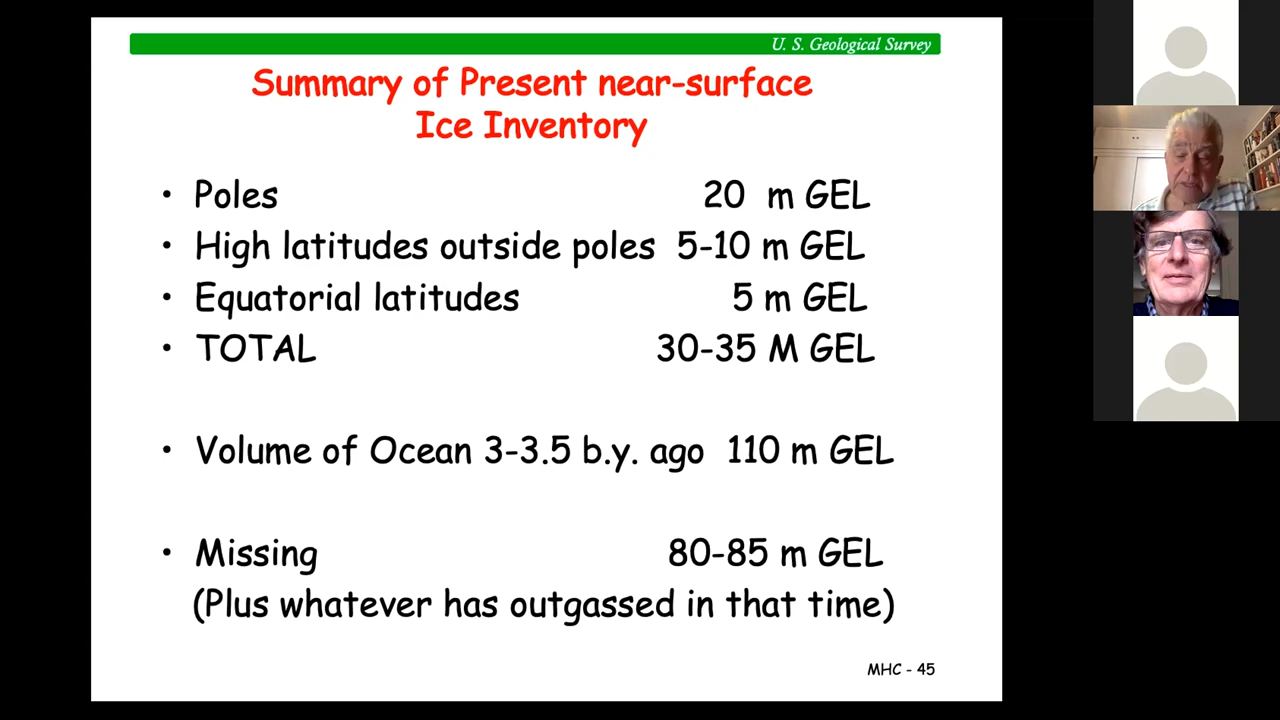 U. S. Geological Survey
Summary of Present near-surface
Ice Inventory
• Poles 20 m GEL
• High latitudes outside poles 5-10 m GEL
• Equatorial latitudes 5 m GEL
• TOTAL 30-35 M GEL
• Volume of Ocean 3-3.5 b.y. ago 110 m GEL
• Missing 80-85 m GEL
(Plus whatever has outgassed in that time)
MHC - 45